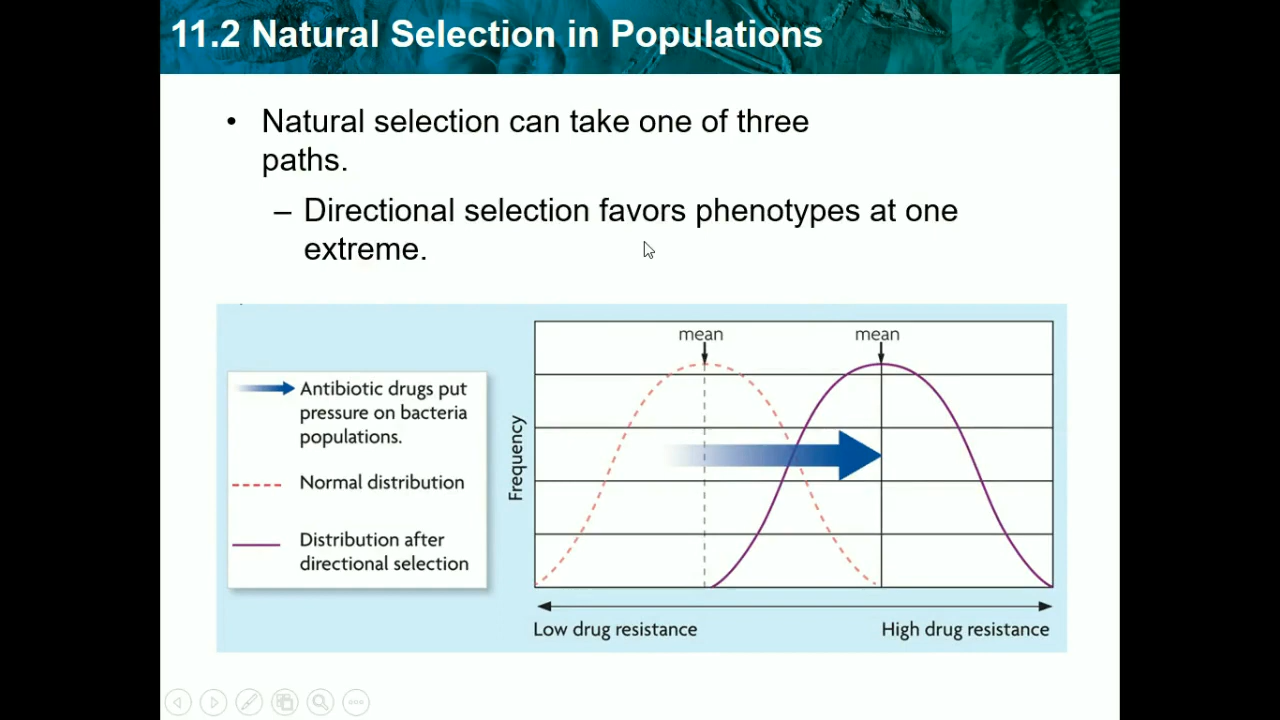 11.2 Natural Selection in Populations
• Natural selection can take one of three
paths.
– Directional selection favors phenotypes at one
extreme.
Antibiotic drugs put
pressure on bacteria
populations.
Normal distribution
Distribution after
directional selection
mean
mean
Frequency
Low drug resistance
High drug resistance